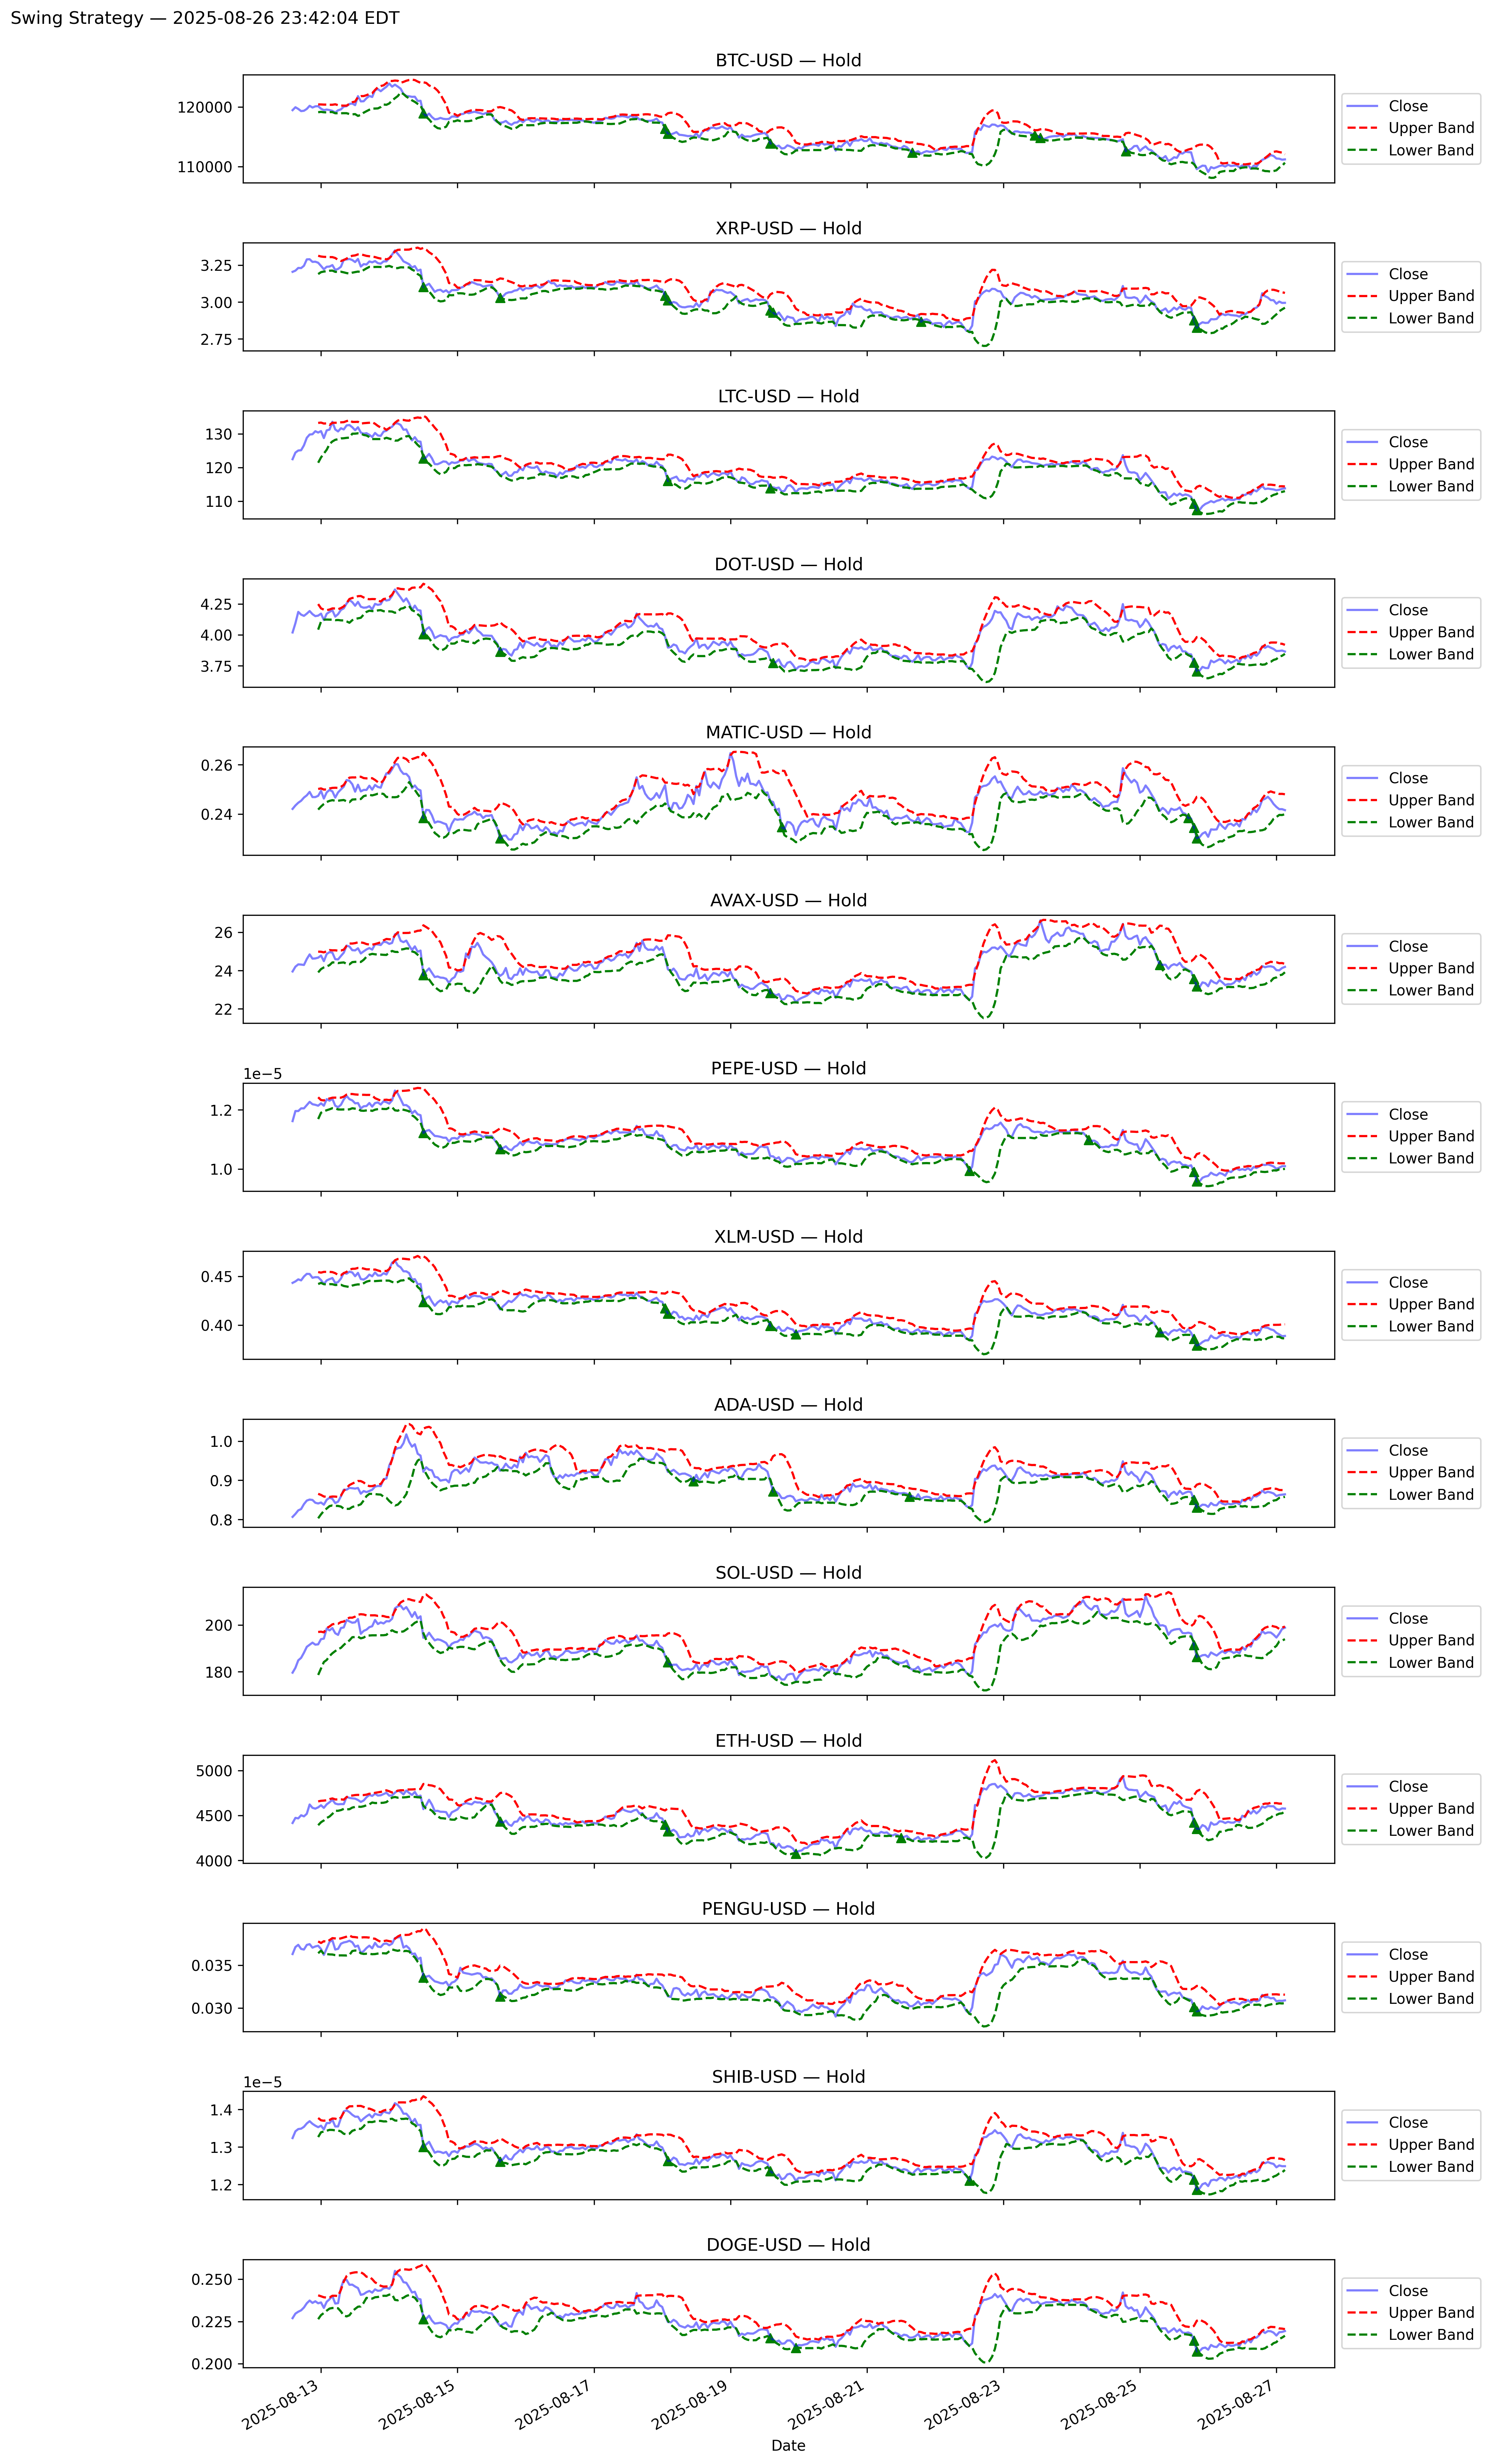 Swing Strategy — 2025-08-26 23:42:04 EDT
BTC-USD — Hold
120000
110000
Close
Upper Band
Lower Band
XRP-USD — Hold
3.25
3.00
2.75
Close
Upper Band
Lower Band
LTC-USD — Hold
130
120
110
Close
Upper Band
Lower Band
DOT-USD — Hold
4.25
4.00
3.75
Close
Upper Band
Lower Band
MATIC-USD — Hold
0.26
0.24
Close
Upper Band
Lower Band
AVAX-USD — Hold
26
24
22
Close
Upper Band
Lower Band
PEPE-USD — Hold
1e−5
1.2
1.0
Close
Upper Band
Lower Band
XLM-USD — Hold
0.45
0.40
Close
Upper Band
Lower Band
ADA-USD — Hold
1.0
0.9
0.8
Close
Upper Band
Lower Band
SOL-USD — Hold
200
180
Close
Upper Band
Lower Band
ETH-USD — Hold
5000
4500
4000
Close
Upper Band
Lower Band
PENGU-USD — Hold
0.035
0.030
Close
Upper Band
Lower Band
SHIB-USD — Hold
1e−5
1.4
1.3
1.2
Close
Upper Band
Lower Band
DOGE-USD — Hold
0.250
0.225
0.200
Close
Upper Band
Lower Band
2025-08-13
2025-08-15
2025-08-17
2025-08-19
2025-08-21
2025-08-23
2025-08-25
2025-08-27
Date